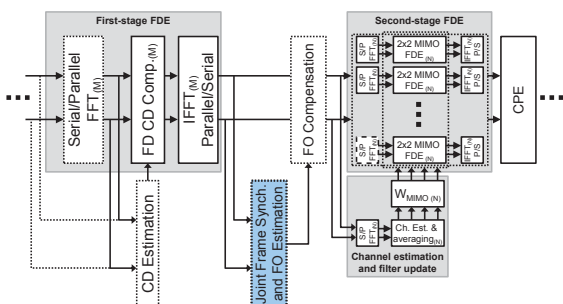 First-stage FDE
Second-stage FDE
Serial/Parallel
FFT(M)
FD CD Comp.(M)
IFFT(M)
Parallel/Serial
FO Compensation
S/P
FFT(N)
2x2 MIMO
FDE (N)
IFFT(N)
P/S
S/P
FFT(N)
2x2 MIMO
FDE (N)
IFFT(N)
P/S
S/P
FFT(N)
2x2 MIMO
FDE (N)
IFFT(N)
P/S
CPE
CD Estimation
Joint Frame Synch.
and FO Estimation
WMIMO (N)
S/P
FFT(N)
Ch. Est. &
averaging(N)
Channel estimation
and filter update